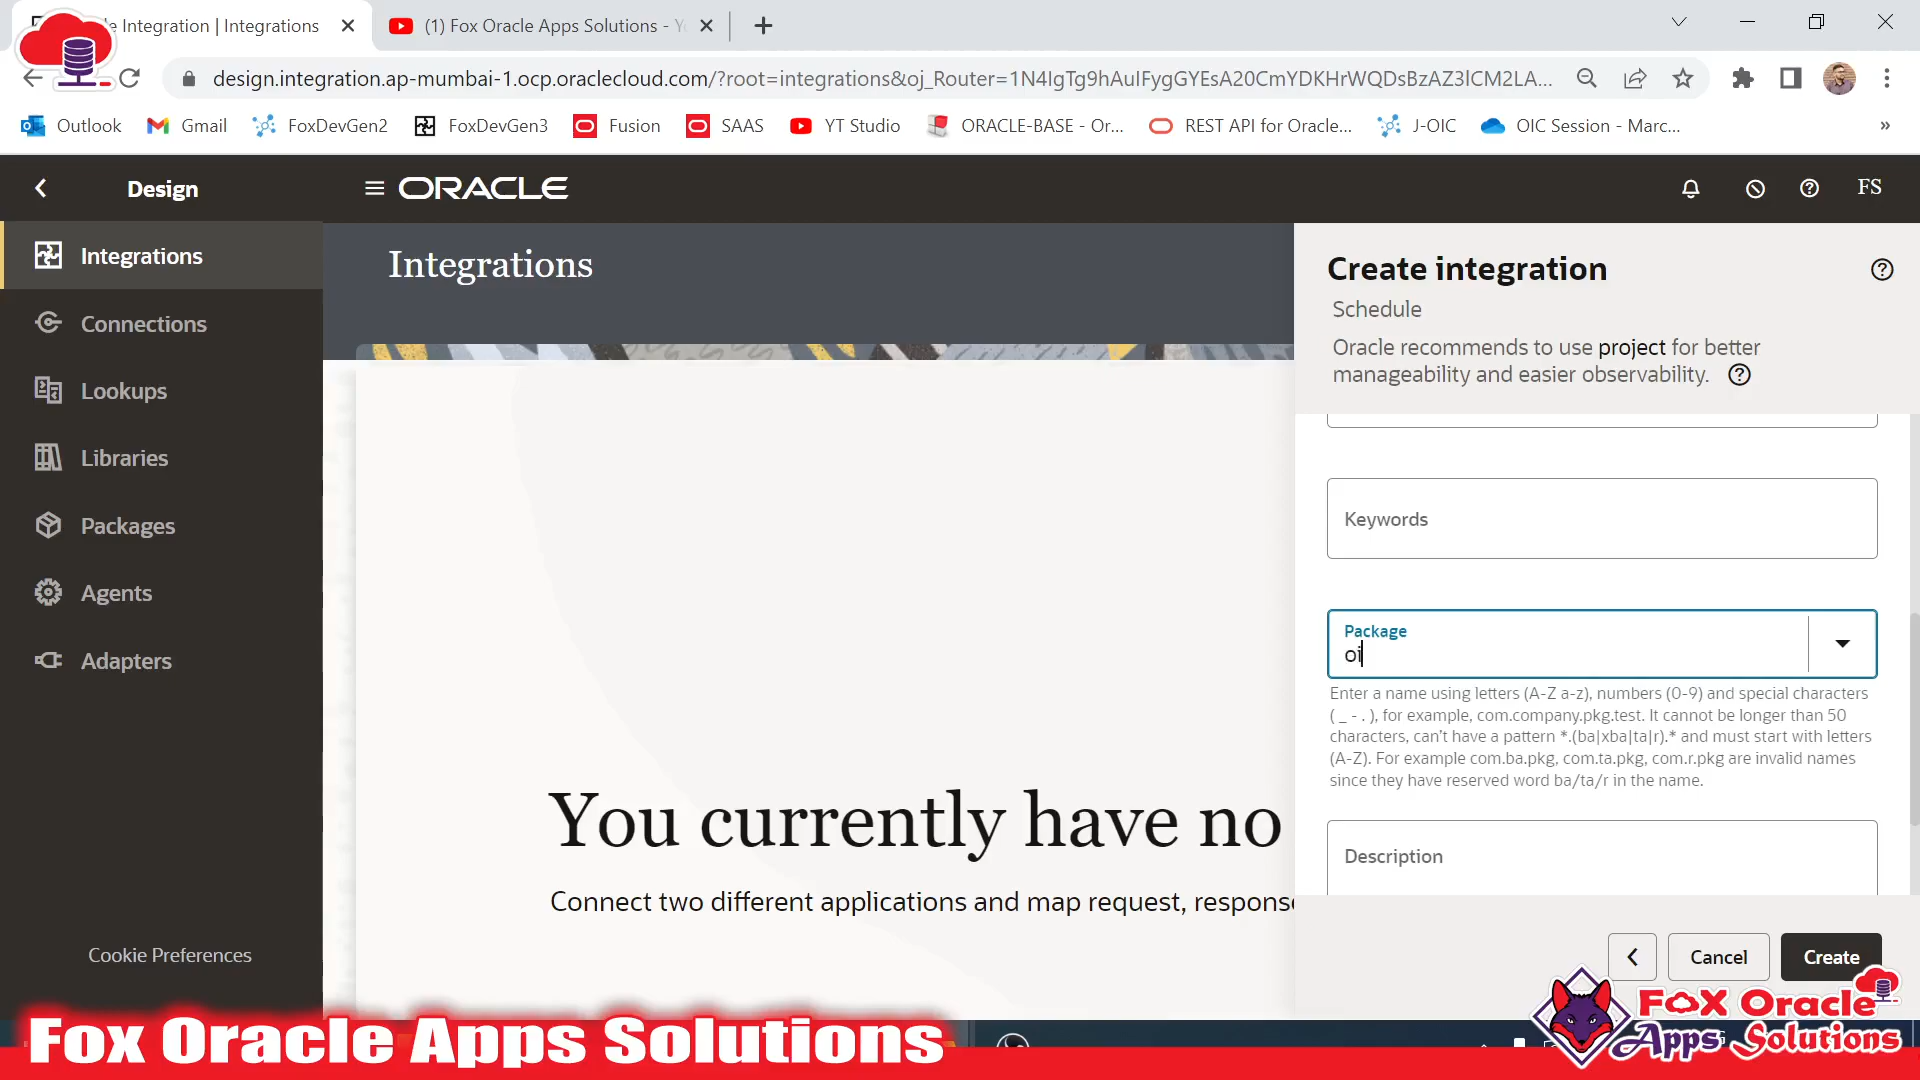 Integration | Integrations
(1) Fox Oracle Apps Solutions -
design.integration.ap-mumbai-1.ocp.oraclecloud.com/?root=integrations&oj_Router=1N4IgTg9hAuIFygGYEsA20CmYDKHrWQDsBzAZ3lCM2LA...
Outlook Gmail FoxDevGen2 FoxDevGen3 Fusion SAAS YT Studio ORACLE-BASE - Or... REST API for Oracle... J-OIC OIC Session - Marc... »
Design
ORACLE
FS
Integrations
Connections
Lookups
Libraries
Packages
Agents
Adapters
Cookie Preferences
Integrations
You currently have no
Connect two different applications and map request, response
Create integration
Schedule
Oracle recommends to use project for better
manageability and easier observability.
Keywords
Package
oi
Enter a name using letters (A-Z a-z), numbers (0-9) and special characters
( _ - . ), for example, com.company.pkg.test. It cannot be longer than 50
characters, can't have a pattern *.(ba|xba|ta|r).* and must start with letters
(A-Z). For example com.ba.pkg, com.ta.pkg, com.r.pkg are invalid names
since they have reserved word ba/ta/r in the name.
Description
Cancel
Create
Fox Oracle Apps Solutions
FOX Oracle
Apps Solutions